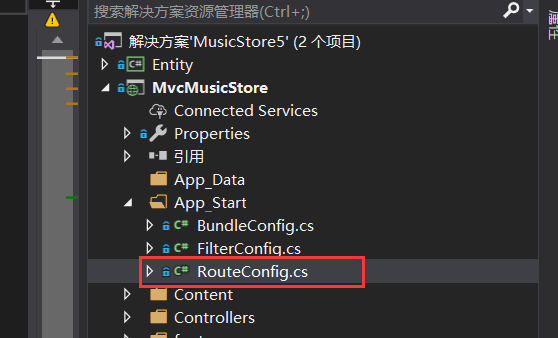 搜索解决方案资源管理器(Ctrl+;)
解决方案'MusicStore5' (2 个项目)
Entity
MvcMusicStore
Connected Services
Properties
引用
App_Data
App_Start
BundleConfig.cs
FilterConfig.cs
RouteConfig.cs
Content
Controllers
属性